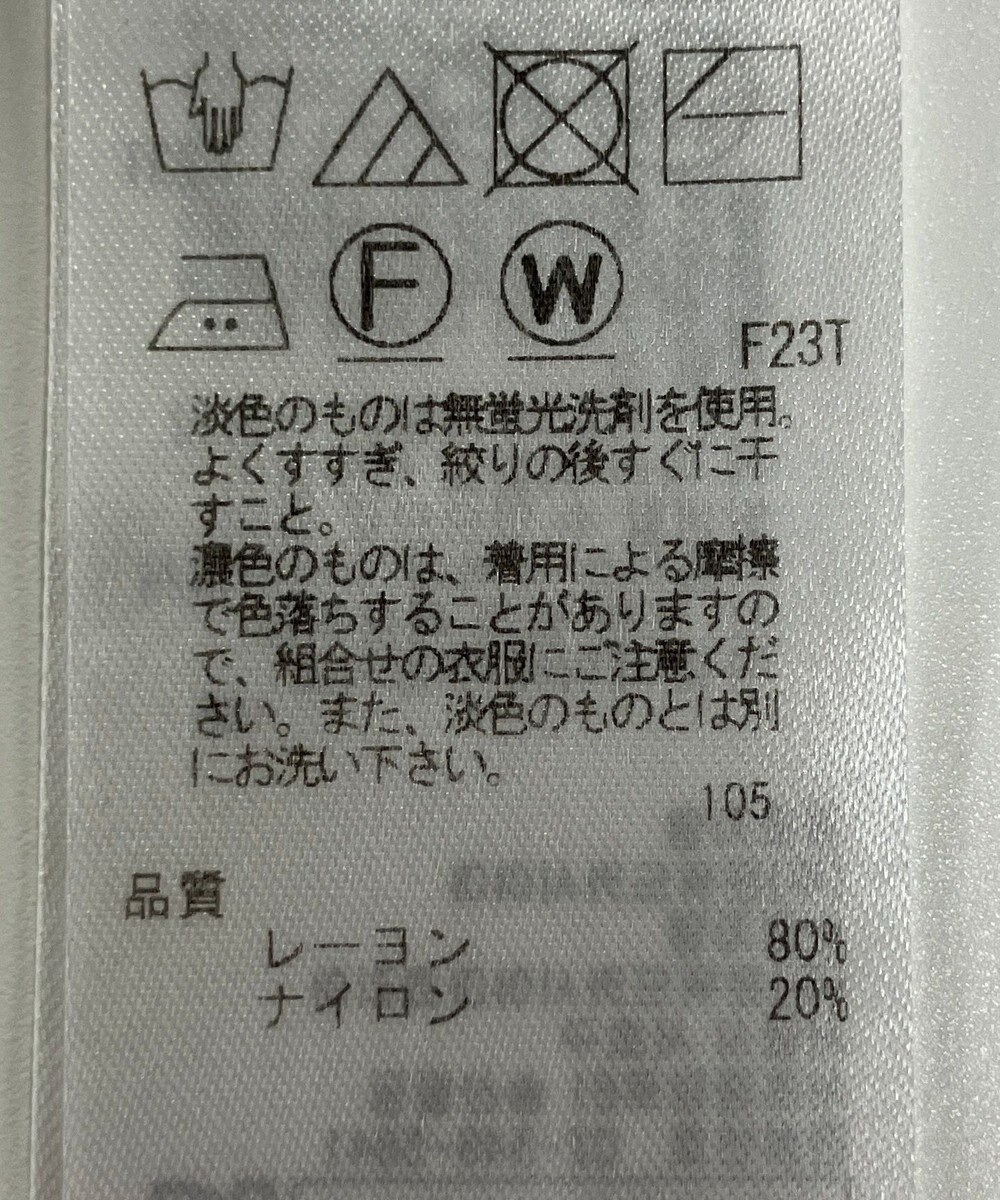 F W
F23T
淡色のものは無蛍光洗剤を使用。
よくすすぎ、絞りの後すぐに干
すこと。
濃色のものは、着用による摩擦
で色落ちすることがありますの
で、組合せの衣服にご注意くだ
さい。また、淡色のものとは別
にお洗い下さい。
105
品質
レーヨン 80%
ナイロン 20%